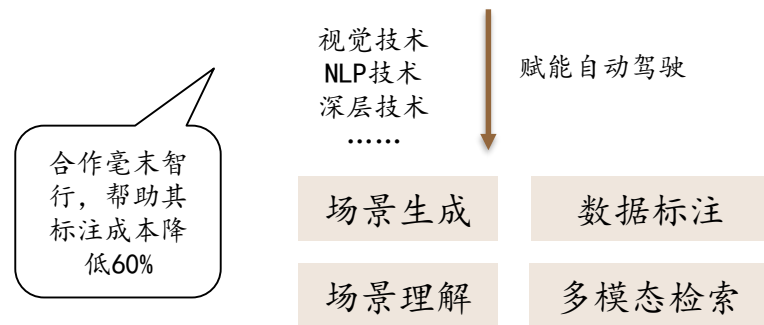 视觉技术
NLP技术
深层技术
……
赋能自动驾驶
合作毫末智
行，帮助其
标注成本降
低60%
场景生成
数据标注
场景理解
多模态检索